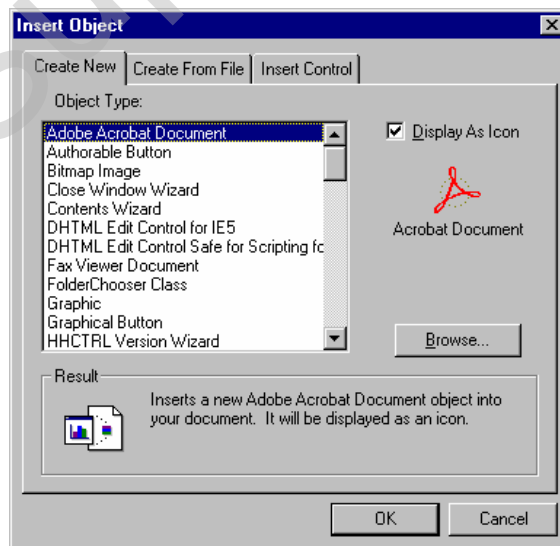 Insert Object
Create New Create From File Insert Control
Object Type:
Adobe Acrobat Document
Authorable Button
Bitmap Image
Close Window Wizard
Contents Wizard
DHTML Edit Control for IE5
DHTML Edit Control Safe for Scripting fo
Fax Viewer Document
FolderChooser Class
Graphic
Graphical Button
HHCTRL Version Wizard
Display As Icon
Acrobat Document
Browse...
Result
Inserts a new Adobe Acrobat Document object into
your document. It will be displayed as an icon.
OK Cancel